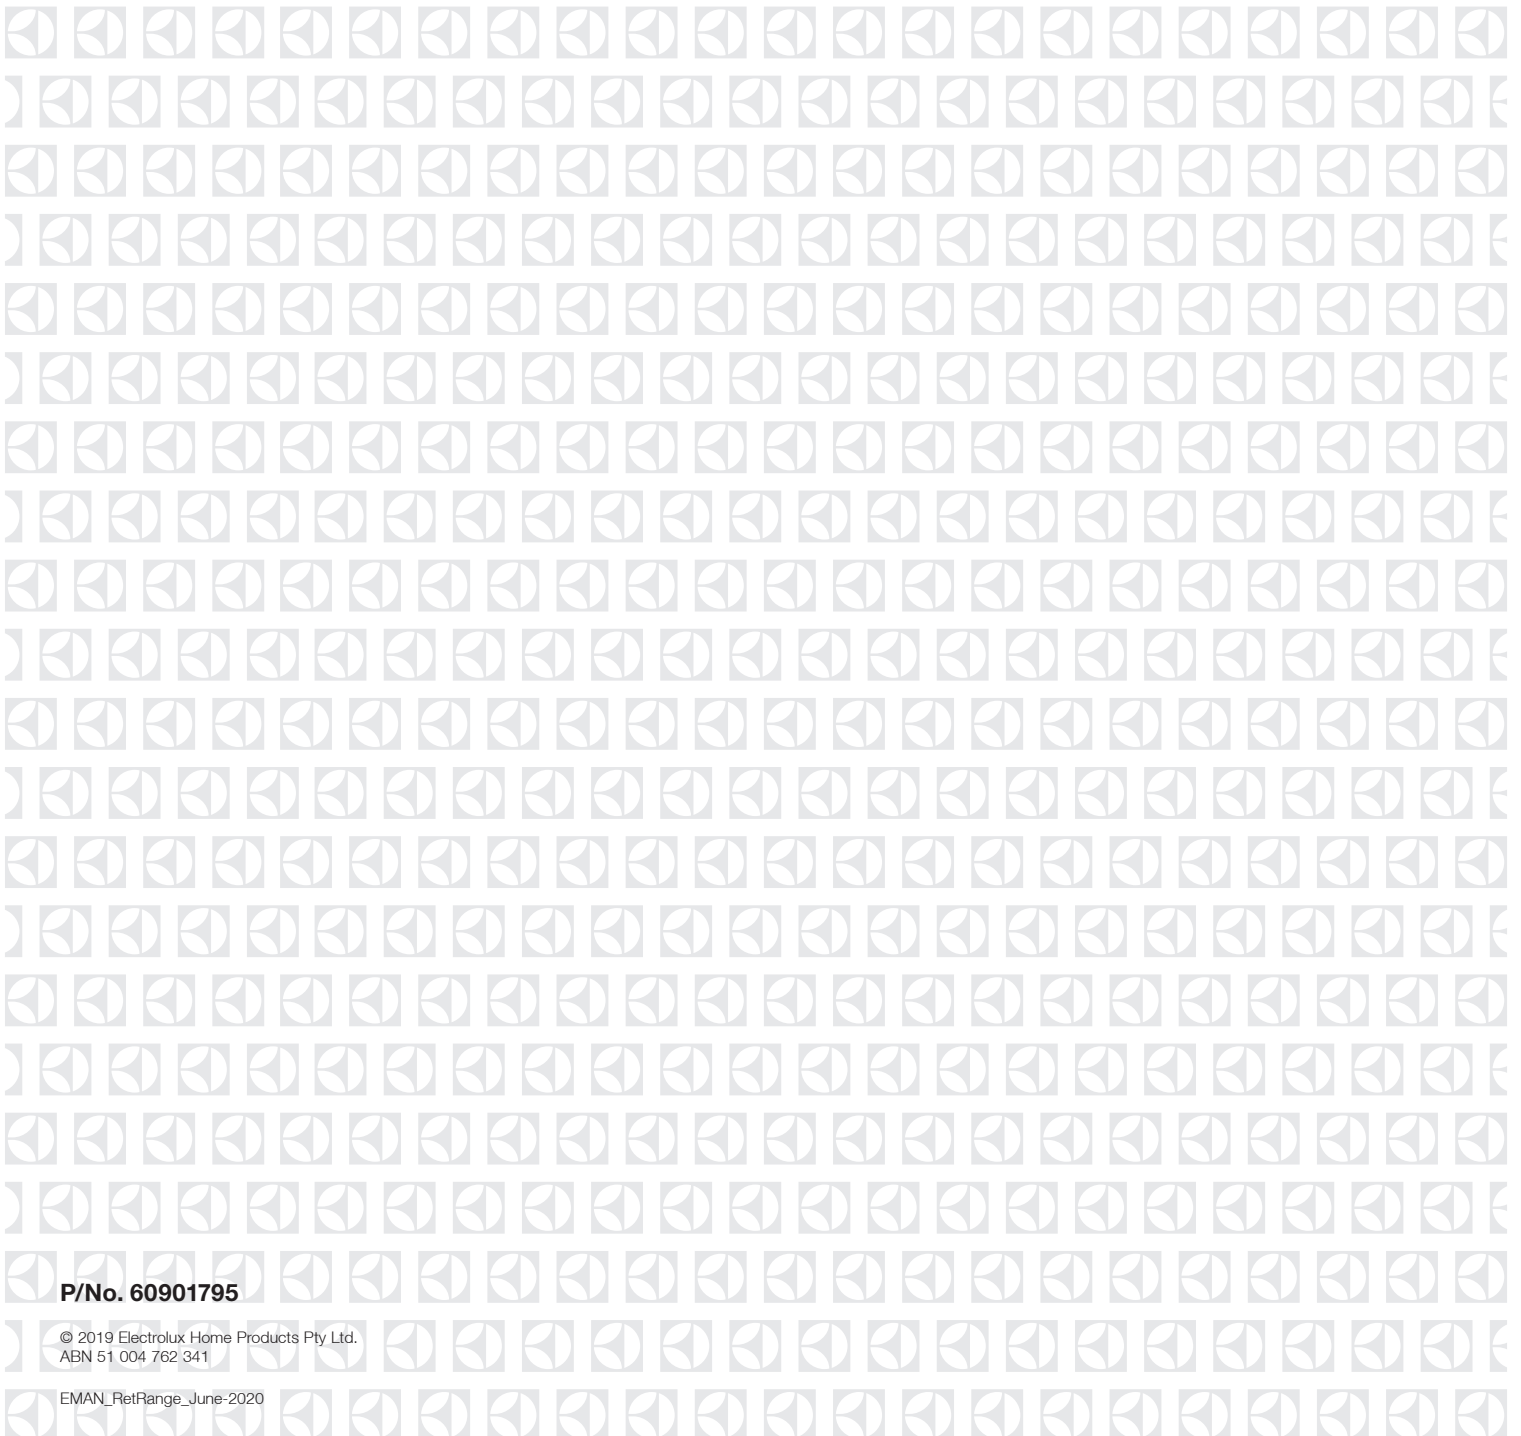 P/No. 60901795
© 2019 Electrolux Home Products Pty Ltd.
ABN 51 004 762 341
EMAN_RetRange_June-2020